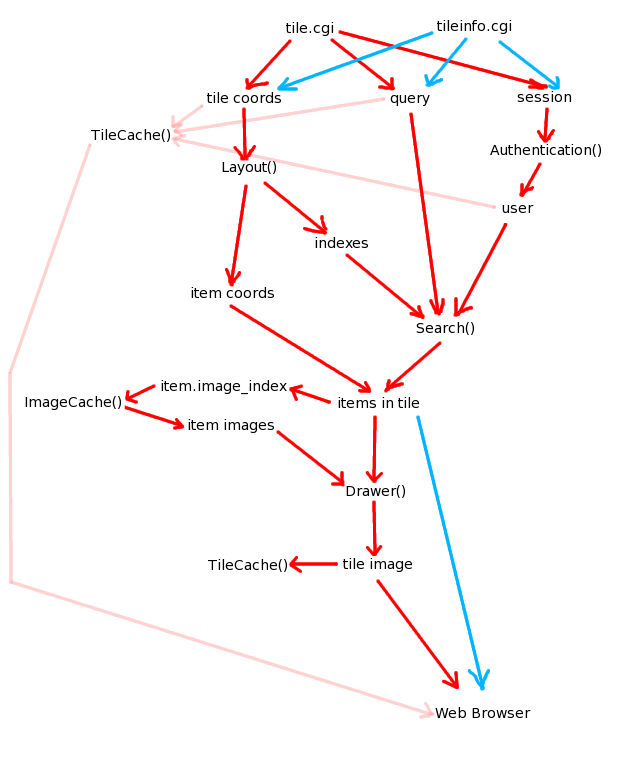 tile.cgi
tileinfo.cgi
tile coords
query
session
TileCache()
Authentication()
Layout()
user
indexes
item coords
Search()
item.image_index
ImageCache()
items in tile
item images
Drawer()
TileCache()
tile image
Web Browser